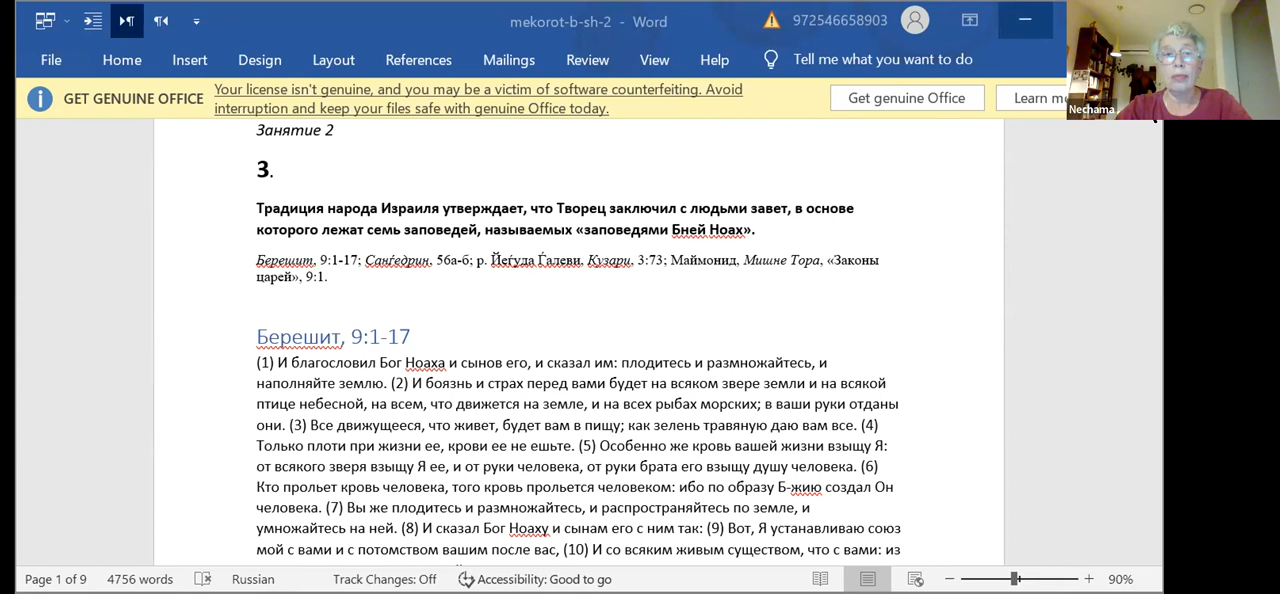 mekorot-b-sh-2 - Word
972546658903
File Home Insert Design Layout References Mailings Review View Help Tell me what you want to do
GET GENUINE OFFICE Your license isn't genuine, and you may be a victim of software counterfeiting. Avoid
interruption and keep your files safe with genuine Office today.
Get genuine Office
Learn
Nechama
Занятие 2
3.
Традиция народа Израиля утверждает, что Творец заключил с людьми завет, в основе
которого лежат семь заповедей, называемых «заповедями Бней Ноах».
Берешит, 9:1-17; Санѓедрин, 56а-б; р. Йеѓуда Ѓалеви, Кузари, 3:73; Маймонид, Мишне Тора, «Законы
царей», 9:1.
Берешит, 9:1-17
(1) И благословил Бог Ноаха и сынов его, и сказал им: плодитесь и размножайтесь, и
наполняйте землю. (2) И боязнь и страх перед вами будет на всяком звере земли и на всякой
птице небесной, на всем, что движется на земле, и на всех рыбах морских; в ваши руки отданы
они. (3) Все движущееся, что живет, будет вам в пищу; как зелень травяную даю вам все. (4)
Только плоти при жизни ее, крови ее не ешьте. (5) Особенно же кровь вашей жизни взыщу Я:
от всякого зверя взыщу Я ее, и от руки человека, от руки брата его взыщу душу человека. (6)
Кто прольет кровь человека, того кровь прольется человеком: ибо по образу Б-жию создал Он
человека. (7) Вы же плодитесь и размножайтесь, и распространяйтесь по земле, и
умножайтесь на ней. (8) И сказал Бог Ноаху и сынам его с ним так: (9) Вот, Я устанавливаю союз
мой с вами и с потомством вашим после вас, (10) И со всяким живым существом, что с вами: из
Page 1 of 9 4756 words Russian Track Changes: Off Accessibility: Good to go 90%